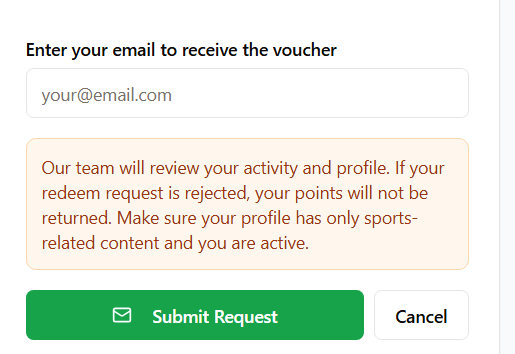 Enter your email to receive the voucher
your@email.com
Our team will review your activity and profile. If your
redeem request is rejected, your points will not be
returned. Make sure your profile has only sports-
related content and you are active.
Submit Request
Cancel